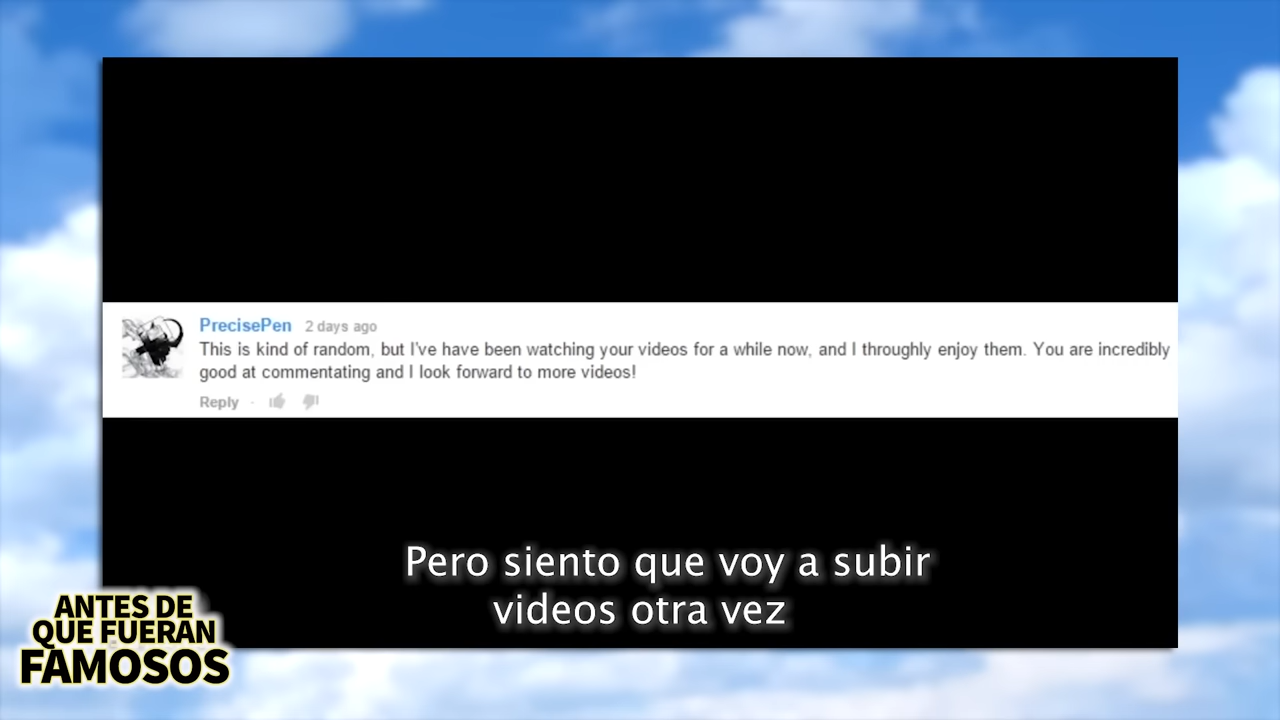 PrecisePen 2 days ago
This is kind of random, but I've have been watching your videos for a while now, and I throughly enjoy them. You are incredibly
good at commentating and I look forward to more videos!
Reply ·
Pero siento que voy a subir
videos otra vez
ANTES DE
QUE FUERAN
FAMOSOS